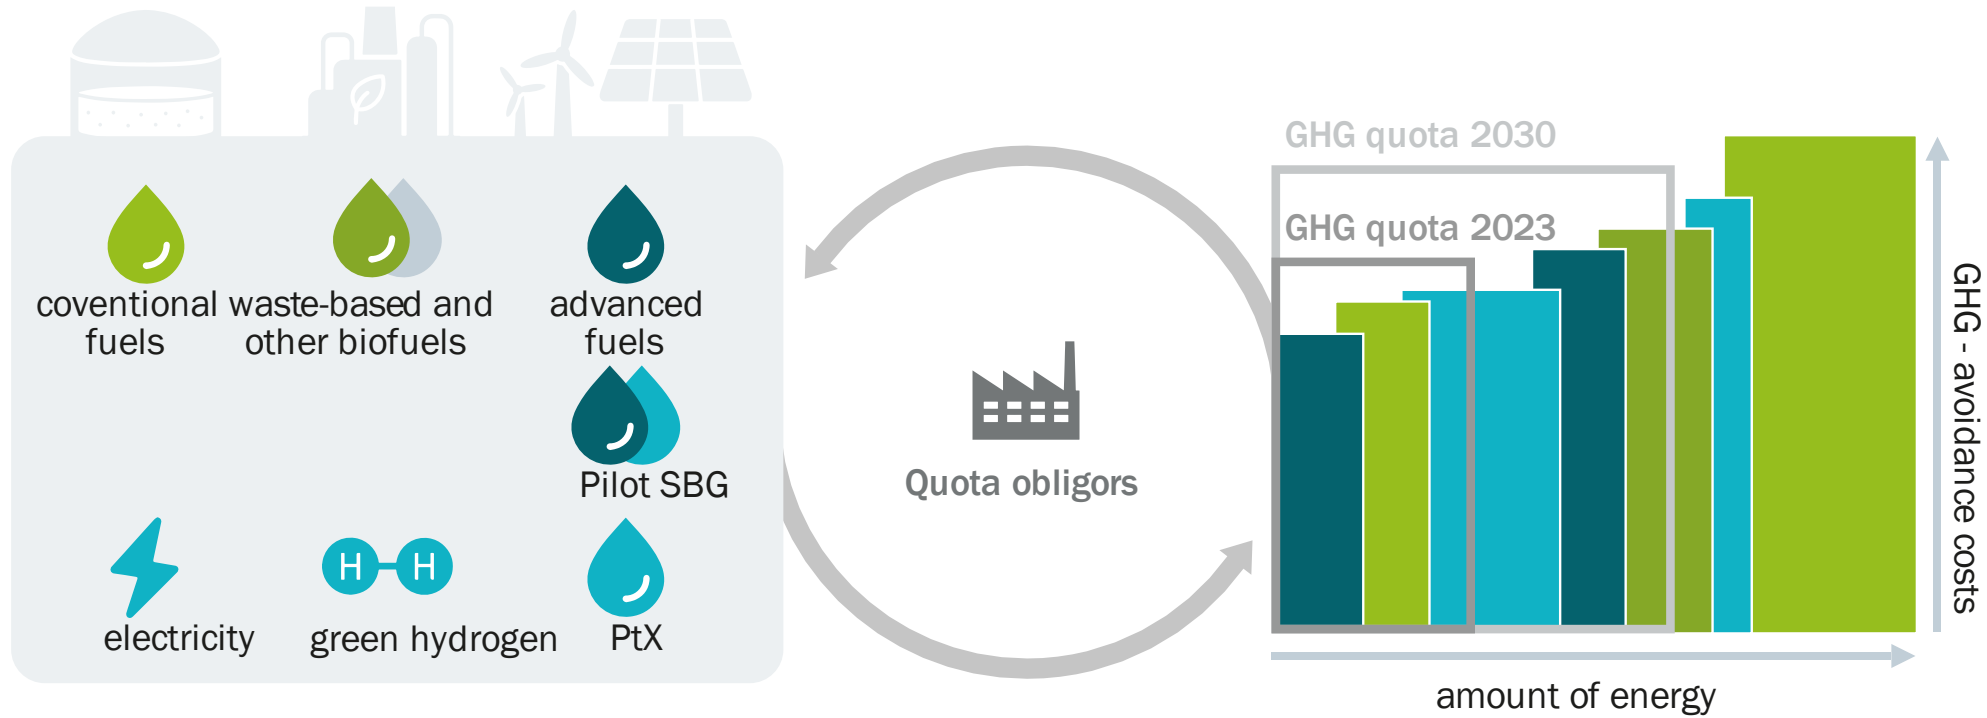 coventional
fuels
waste-based and
other biofuels
advanced
fuels
Pilot SBG
electricity
H H
green hydrogen
PtX
Quota obligors
GHG quota 2030
GHG quota 2023
GHG - avoidance costs
amount of energy